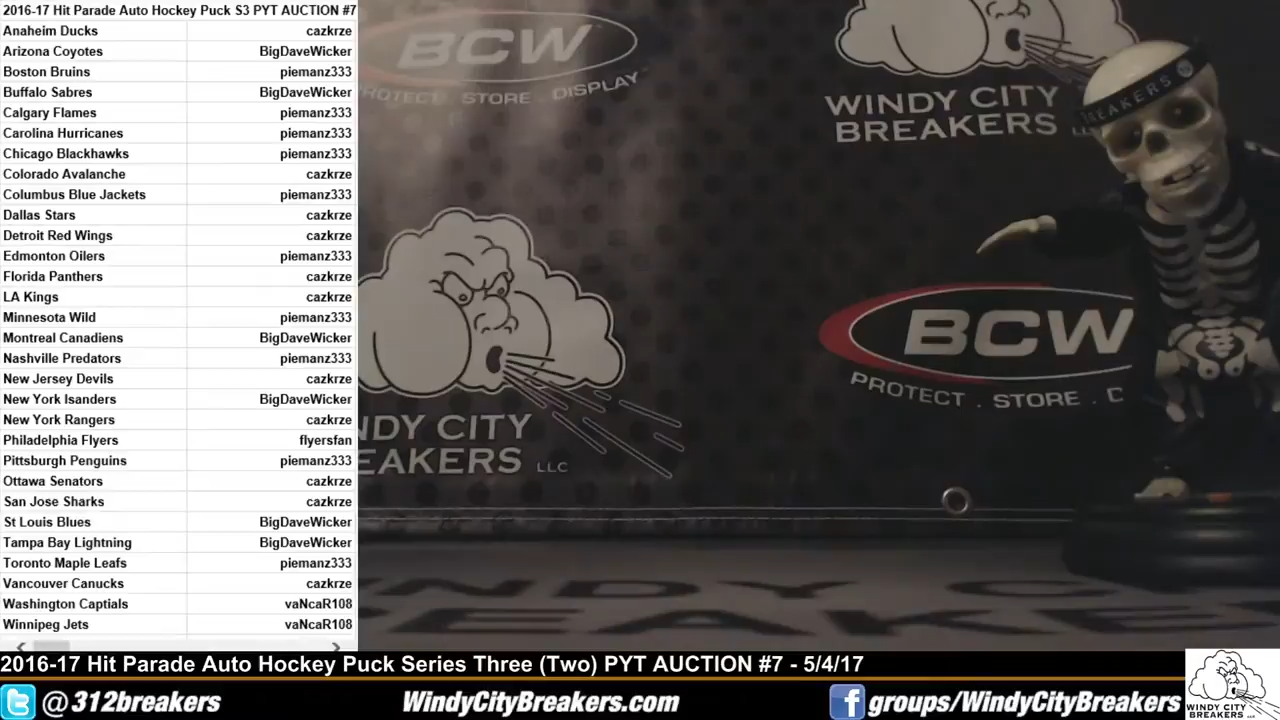 2016-17 Hit Parade Auto Hockey Puck S3 PYT AUCTION #7
Anaheim Ducks cazkrze
Arizona Coyotes BigDaveWicker
Boston Bruins piemanz333
Buffalo Sabres BigDaveWicker
Calgary Flames piemanz333
Carolina Hurricanes piemanz333
Chicago Blackhawks piemanz333
Colorado Avalanche cazkrze
Columbus Blue Jackets piemanz333
Dallas Stars cazkrze
Detroit Red Wings cazkrze
Edmonton Oilers piemanz333
Florida Panthers cazkrze
LA Kings cazkrze
Minnesota Wild piemanz333
Montreal Canadiens BigDaveWicker
Nashville Predators piemanz333
New Jersey Devils cazkrze
New York Isanders BigDaveWicker
New York Rangers cazkrze
Philadelphia Flyers flyersfan
Pittsburgh Penguins piemanz333
Ottawa Senators cazkrze
San Jose Sharks cazkrze
St Louis Blues BigDaveWicker
Tampa Bay Lightning BigDaveWicker
Toronto Maple Leafs piemanz333
Vancouver Canucks cazkrze
Washington Captials vaNcaR108
Winnipeg Jets vaNcaR108
BCW
PROTECT . STORE . DISPLAY
WINDY CITY
BREAKERS
EAKERS
BCW
PROTECT . STORE .
NDY CITY
EAKERS LLC
NDY C
EAKE
2016-17 Hit Parade Auto Hockey Puck Series Three (Two) PYT AUCTION #7 - 5/4/17
@312breakers WindyCityBreakers.com groups/WindyCityBreakers
WINDY CITY
BREAKERS